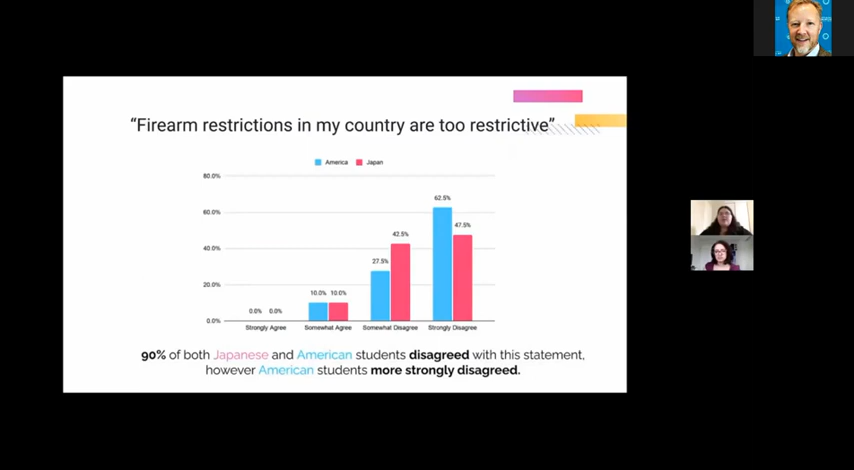 “Firearm restrictions in my country are too restrictive”
America Japan
80.0%
60.0%
40.0%
20.0%
0.0%
0.0% 0.0%
10.0% 10.0%
27.5% 42.5%
62.5% 47.5%
Strongly Agree Somewhat Agree Somewhat Disagree Strongly Disagree
90% of both Japanese and American students disagreed with this statement,
however American students more strongly disagreed.